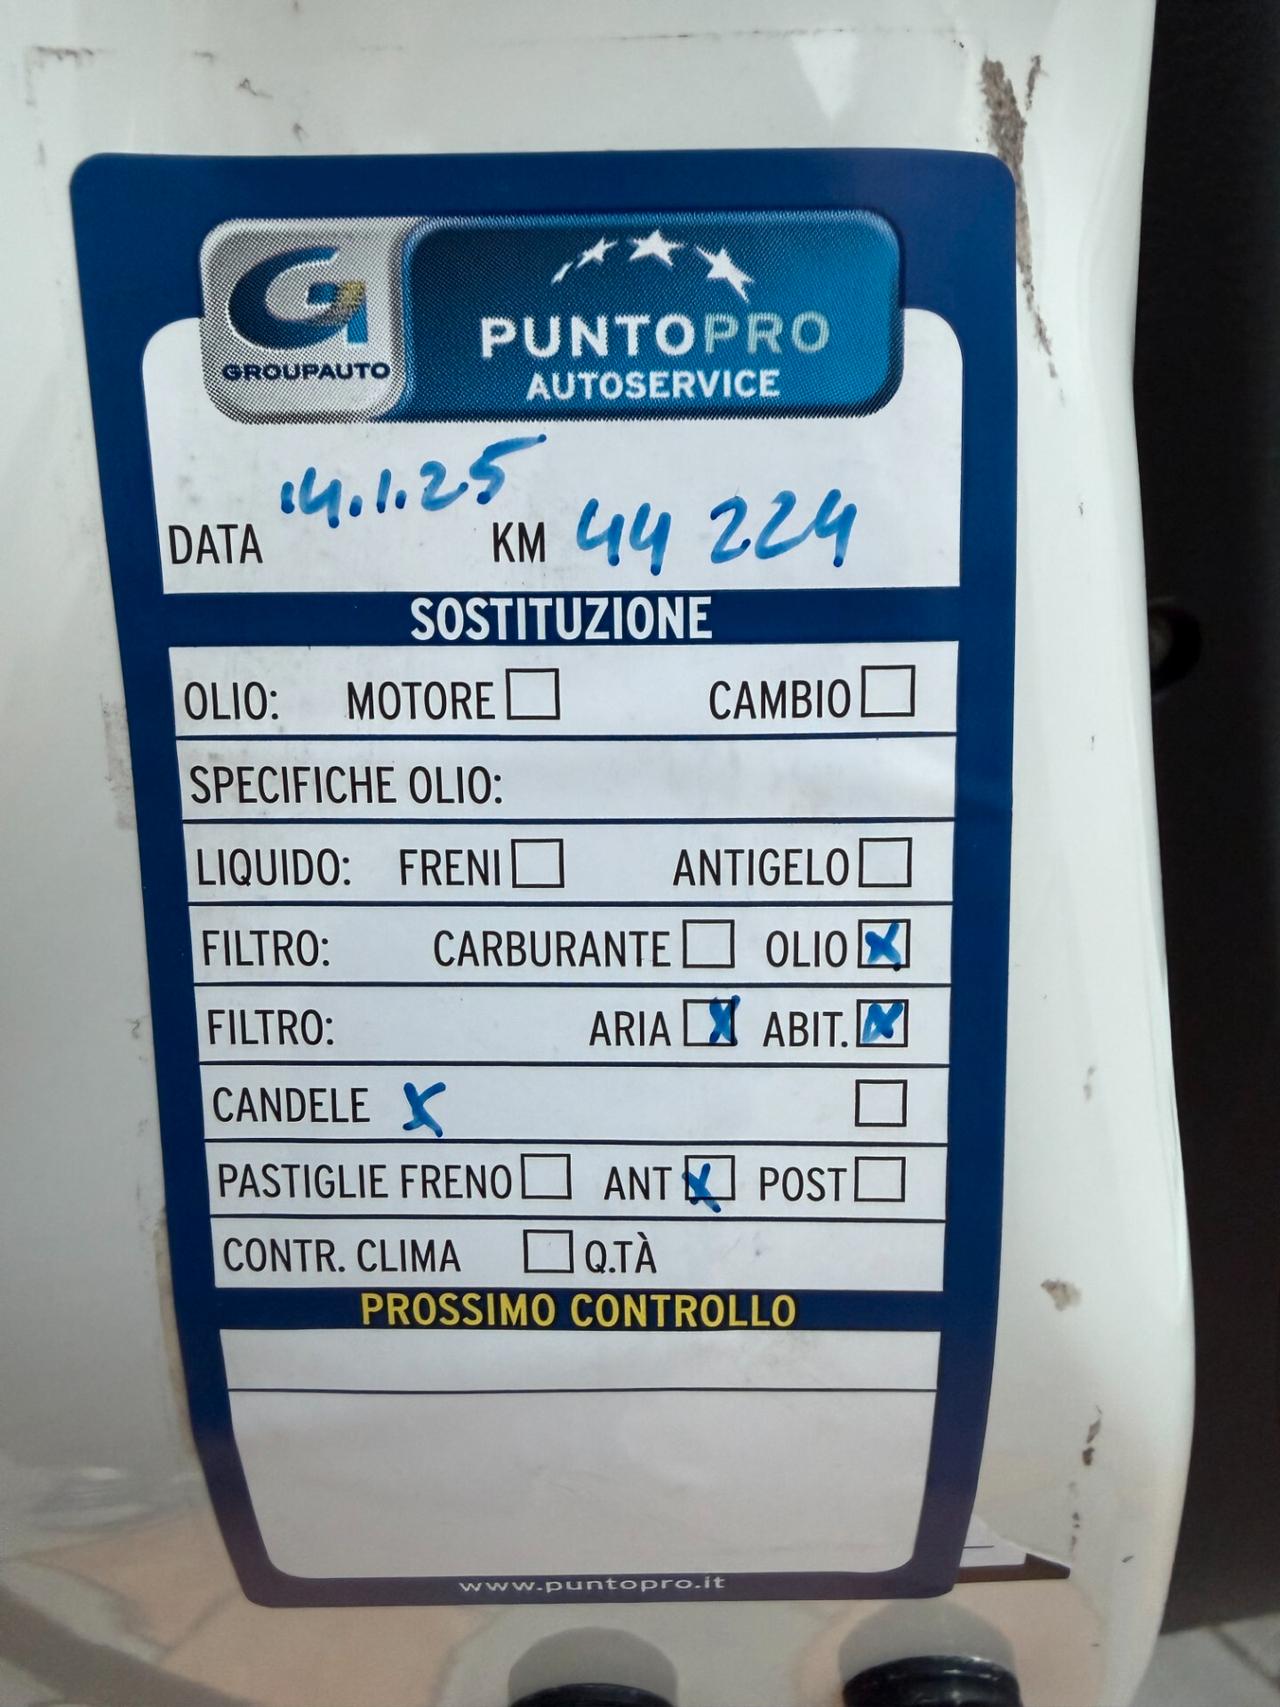 GROUPAUTO
PUNTOPRO
AUTOSERVICE
DATA 14.1.25 KM 44 224
SOSTITUZIONE
OLIO: MOTORE CAMBIO
SPECIFICHE OLIO:
LIQUIDO: FRENI ANTIGELO
FILTRO: CARBURANTE OLIO X
FILTRO: ARIA X ABIT. X
CANDELE X
PASTIGLIE FRENO ANT X POST
CONTR. CLIMA Q.TÀ
PROSSIMO CONTROLLO
www.puntopro.it